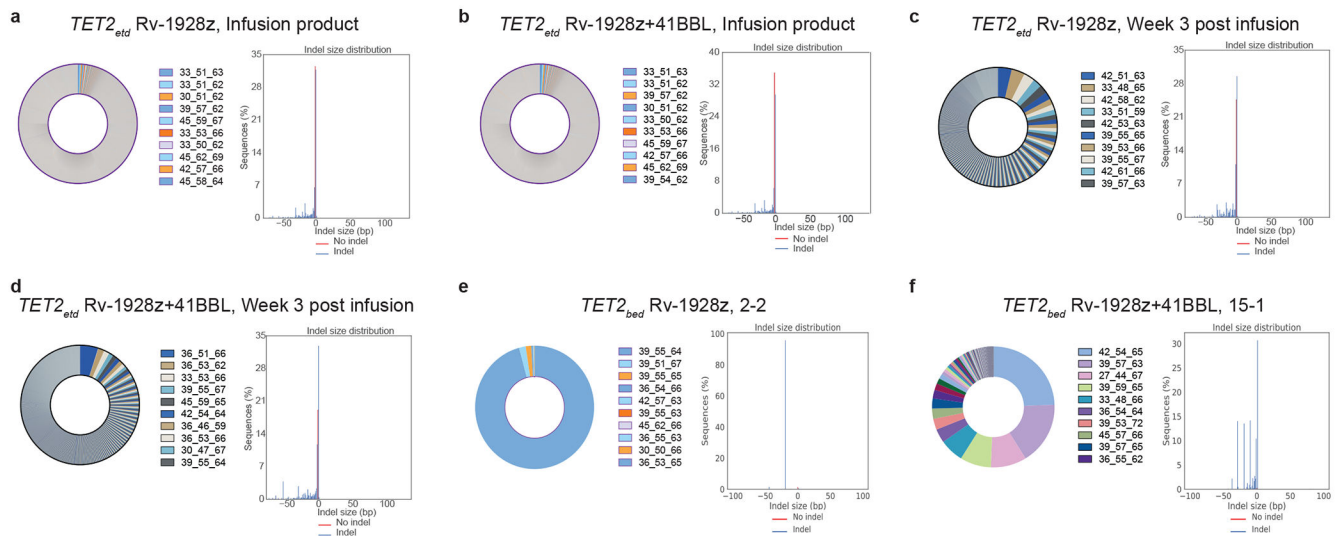 a
TET2etd Rv-1928z, Infusion product
33_51_63
33_51_62
30_51_62
39_57_62
45_59_67
33_53_66
33_50_62
45_62_69
42_57_66
45_58_64
Indel size distribution
Sequences (%)
35
28
21
14
7
0
−50
0
50
100
Indel size (bp)
No indel
Indel
b
TET2etd Rv-1928z+41BBL, Infusion product
33_51_63
33_51_62
39_57_62
30_51_62
33_50_62
33_53_66
45_59_67
42_57_66
45_62_69
39_54_62
Indel size distribution
Sequences (%)
40
32
24
16
8
0
−50
0
50
100
Indel size (bp)
No indel
Indel
c
TET2etd Rv-1928z, Week 3 post infusion
42_51_63
33_48_65
42_58_62
33_51_59
42_53_63
39_55_65
39_53_66
39_55_67
42_61_66
39_57_63
Indel size distribution
Sequences (%)
35
28
21
14
7
0
−50
0
50
100
Indel size (bp)
No indel
Indel
d
TET2etd Rv-1928z+41BBL, Week 3 post infusion
36_51_66
36_53_62
33_53_66
39_55_67
45_59_65
42_54_64
36_46_59
36_53_66
30_47_67
39_55_64
Indel size distribution
Sequences (%)
35
28
21
14
7
0
−50
0
50
100
Indel size (bp)
No indel
Indel
e
TET2bed Rv-1928z, 2-2
39_55_64
39_51_67
39_55_65
36_54_66
42_57_63
39_55_63
45_62_66
36_55_63
30_50_66
36_53_65
Indel size distribution
Sequences (%)
100
80
60
40
20
0
−100
−50
0
50
100
Indel size (bp)
No indel
Indel
f
TET2bed Rv-1928z+41BBL, 15-1
42_54_65
39_57_63
27_44_67
39_59_65
33_48_66
36_54_64
39_53_72
45_57_66
39_57_65
36_55_62
Indel size distribution
Sequences (%)
30
25
20
15
10
5
0
−100
−50
0
50
100
Indel size (bp)
No indel
Indel